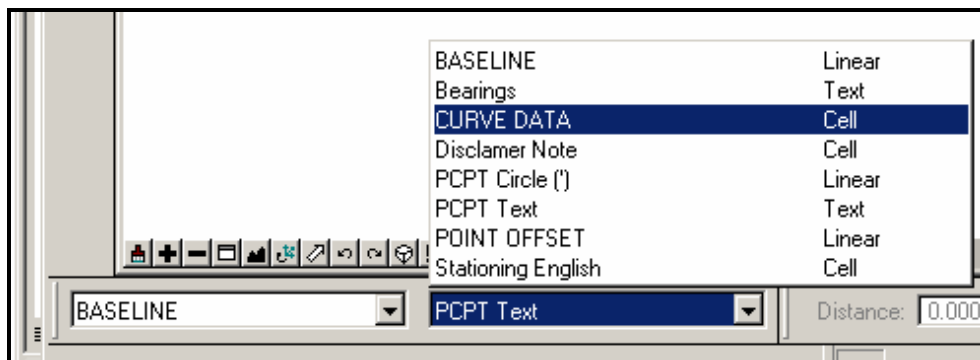 BASELINE Linear
Bearings Text
CURVE DATA Cell
Disclamer Note Cell
PCPT Circle (') Linear
PCPT Text Text
POINT OFFSET Linear
Stationing English Cell
BASELINE PCPT Text Distance: 0.000